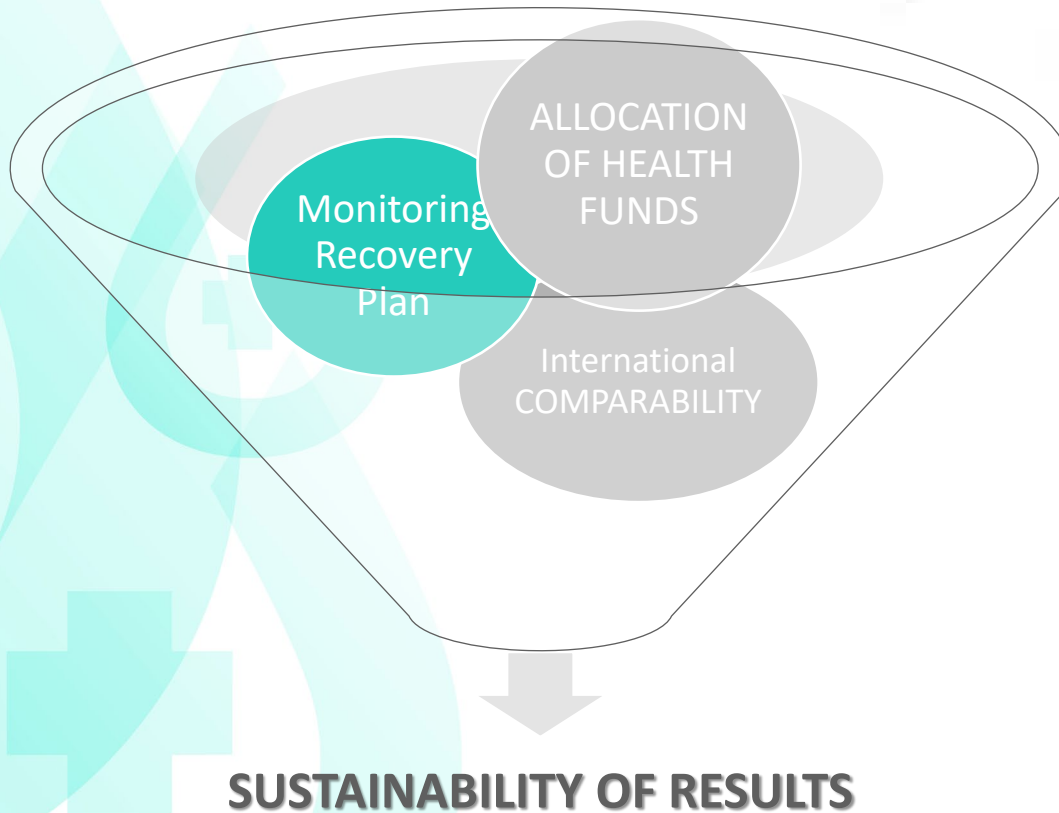 ALLOCATION
OF HEALTH
FUNDS
Monitoring
Recovery
Plan
International
COMPARABILITY
SUSTAINABILITY OF RESULTS